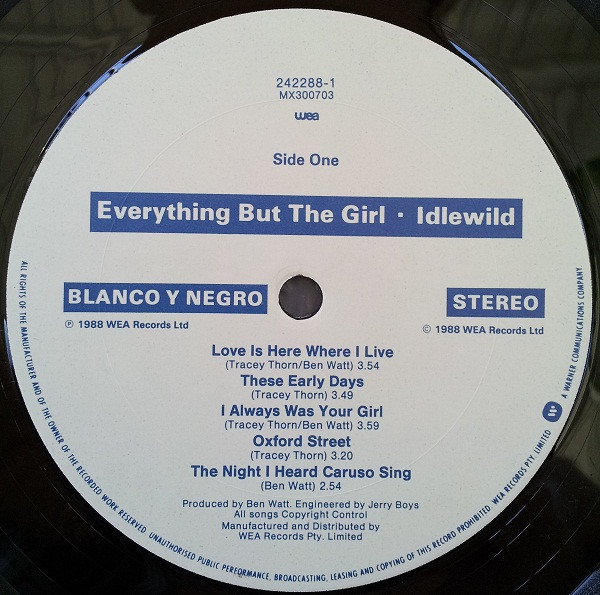 242288-1
MX300703
wea
Side One
Everything But The Girl · Idlewild
BLANCO Y NEGRO
STEREO
℗ 1988 WEA Records Ltd
© 1988 WEA Records Ltd
Love Is Here Where I Live
(Tracey Thorn/Ben Watt) 3.54
These Early Days
(Tracey Thorn) 3.49
I Always Was Your Girl
(Tracey Thorn/Ben Watt) 3.59
Oxford Street
(Tracey Thorn) 3.20
The Night I Heard Caruso Sing
(Ben Watt) 2.54
Produced by Ben Watt. Engineered by Jerry Boys
All songs Copyright Control
Manufactured and Distributed by
WEA Records Pty. Limited
ALL RIGHTS OF THE MANUFACTURER AND OF THE OWNER OF THE RECORDED WORK RESERVED UNAUTHORISED PUBLIC PERFORMANCE, BROADCASTING, LEASING AND COPYING OF THIS RECORD PROHIBITED. WEA RECORDS PTY. LIMITED A WARNER COMMUNICATIONS COMPANY.